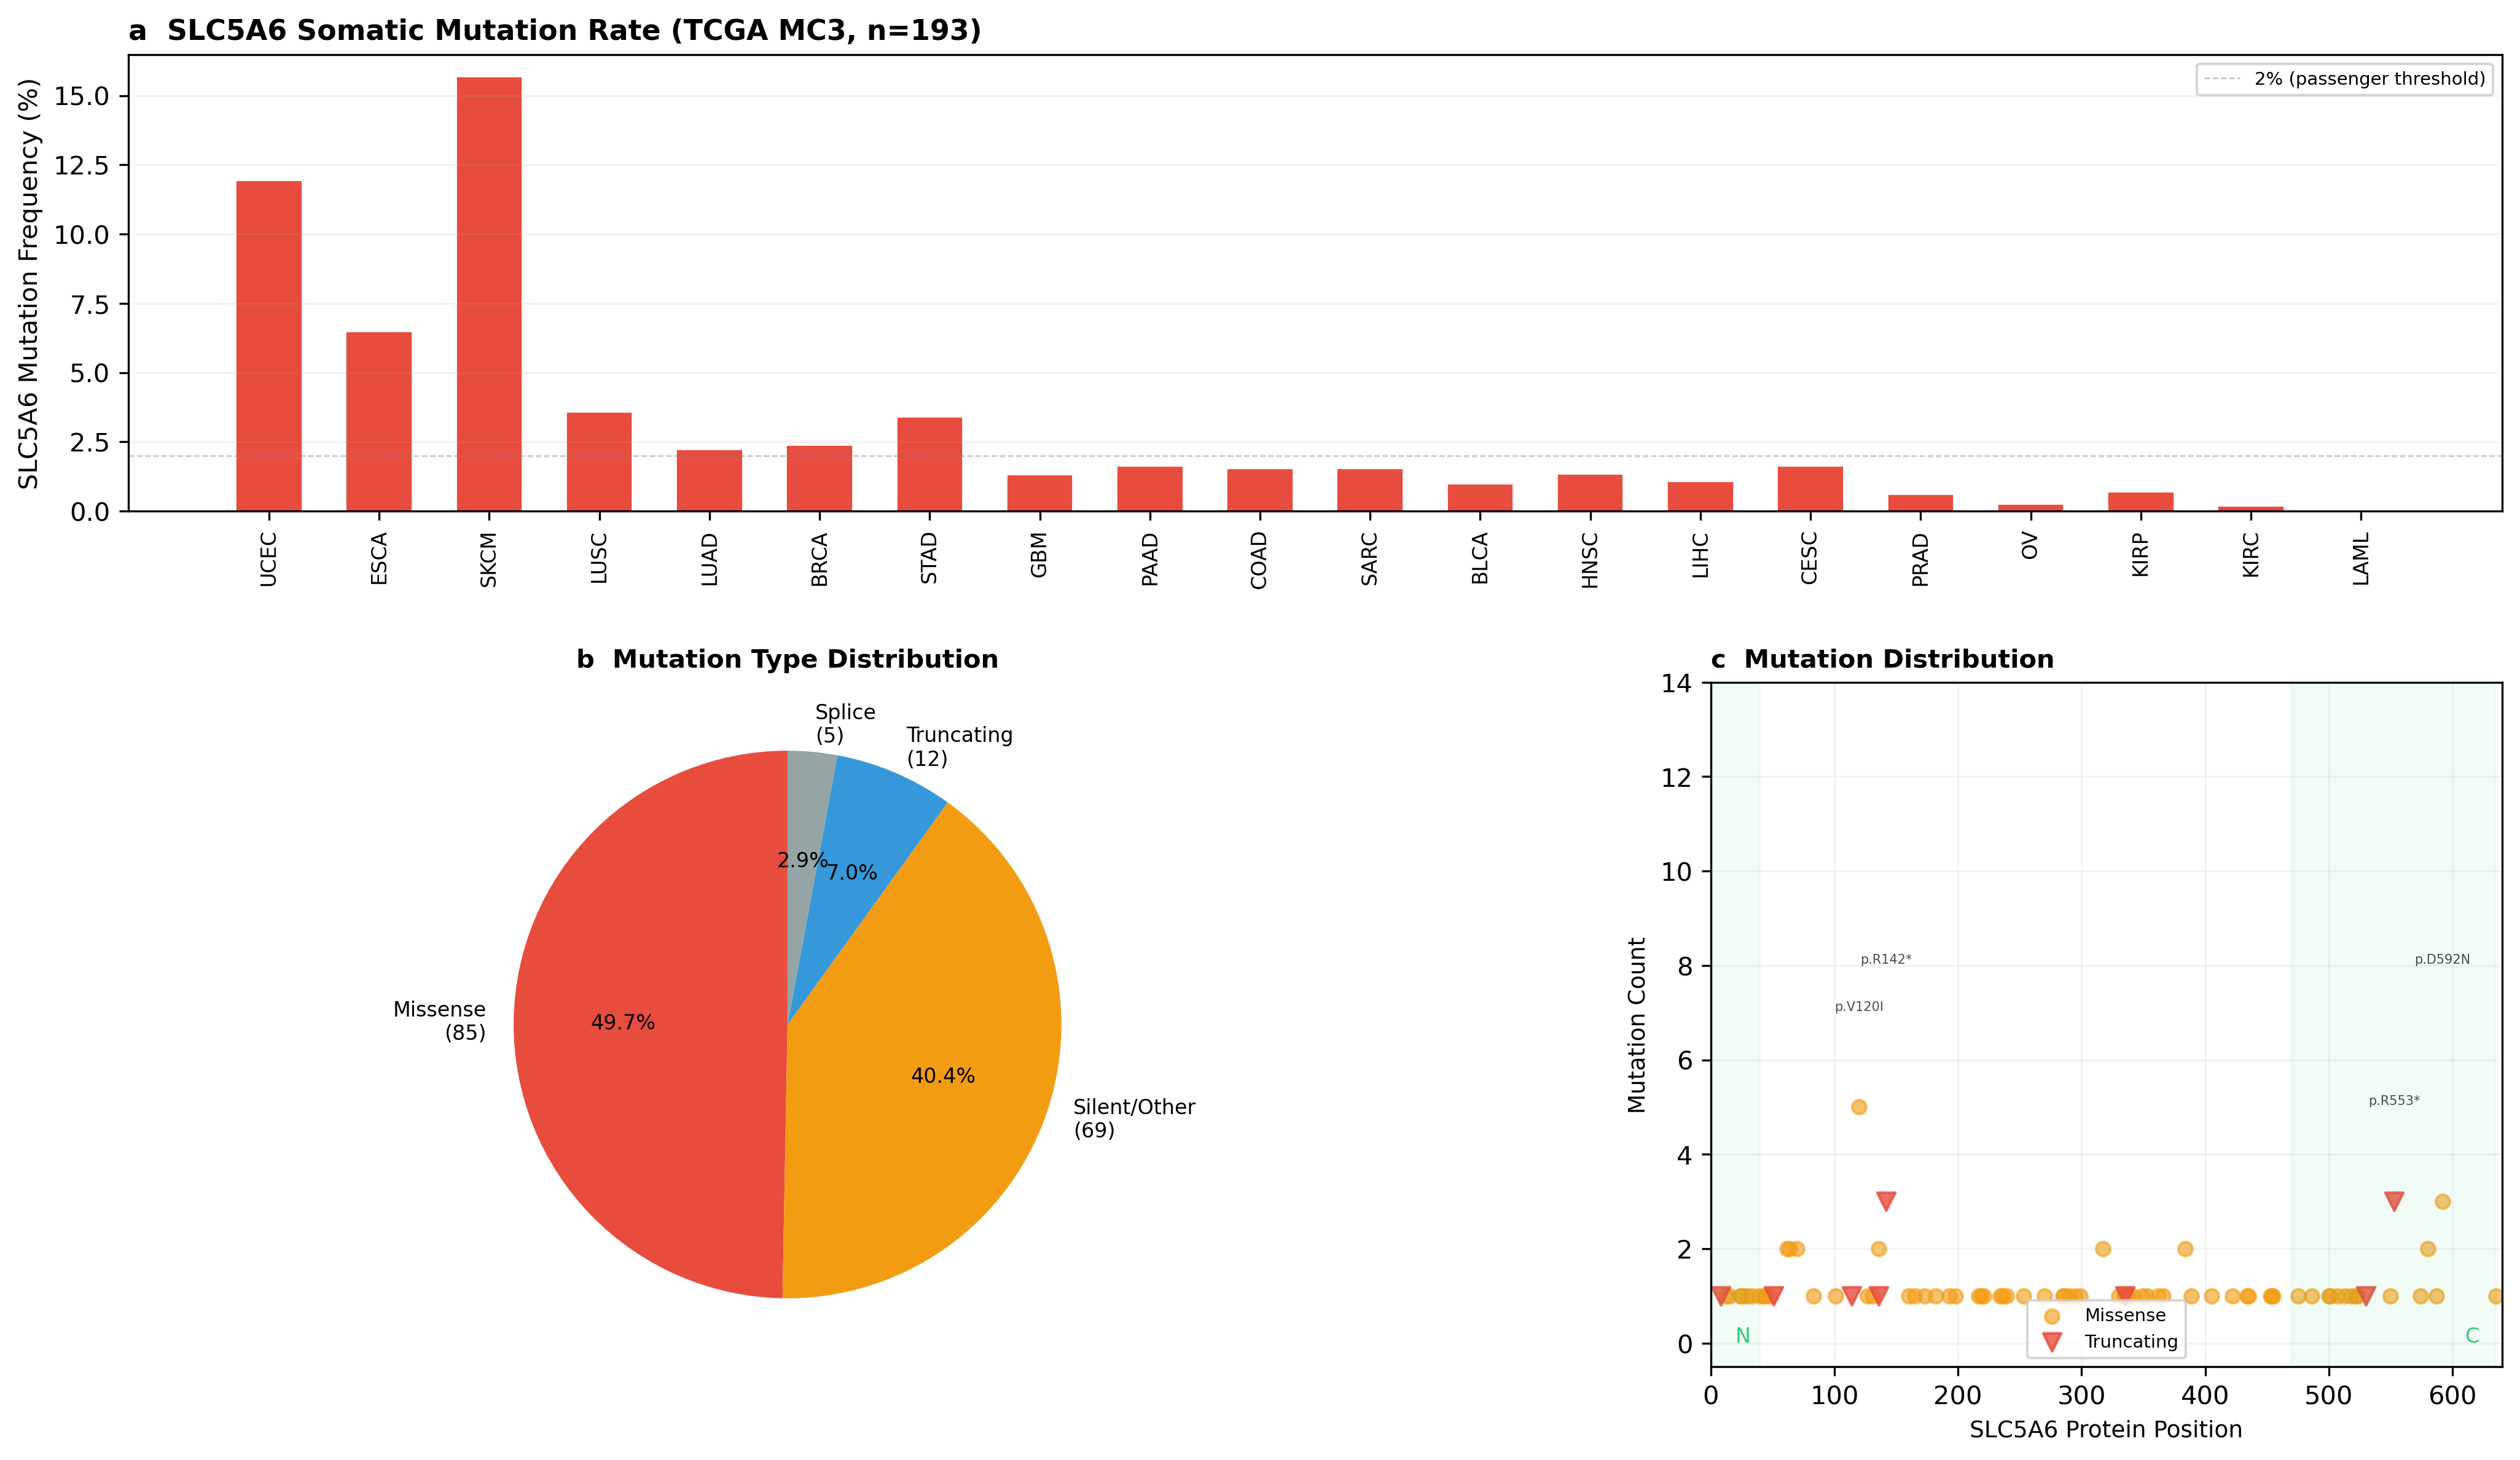 a  SLC5A6 Somatic Mutation Rate (TCGA MC3, n=193)
SLC5A6 Mutation Frequency (%)
15.0
12.5
10.0
7.5
5.0
2.5
0.0
2% (passenger threshold)
UCEC
ESCA
SKCM
LUSC
LUAD
BRCA
STAD
GBM
PAAD
COAD
SARC
BLCA
HNSC
LIHC
CESC
PRAD
OV
KIRP
KIRC
LAML
b  Mutation Type Distribution
Splice
(5)
Truncating
(12)
2.9%
7.0%
Missense
(85)
49.7%
40.4%
Silent/Other
(69)
c  Mutation Distribution
Mutation Count
14
12
10
8
6
4
2
0
p.R142*
p.D592N
p.V120I
p.R553*
N
C
Missense
Truncating
0
100
200
300
400
500
600
SLC5A6 Protein Position